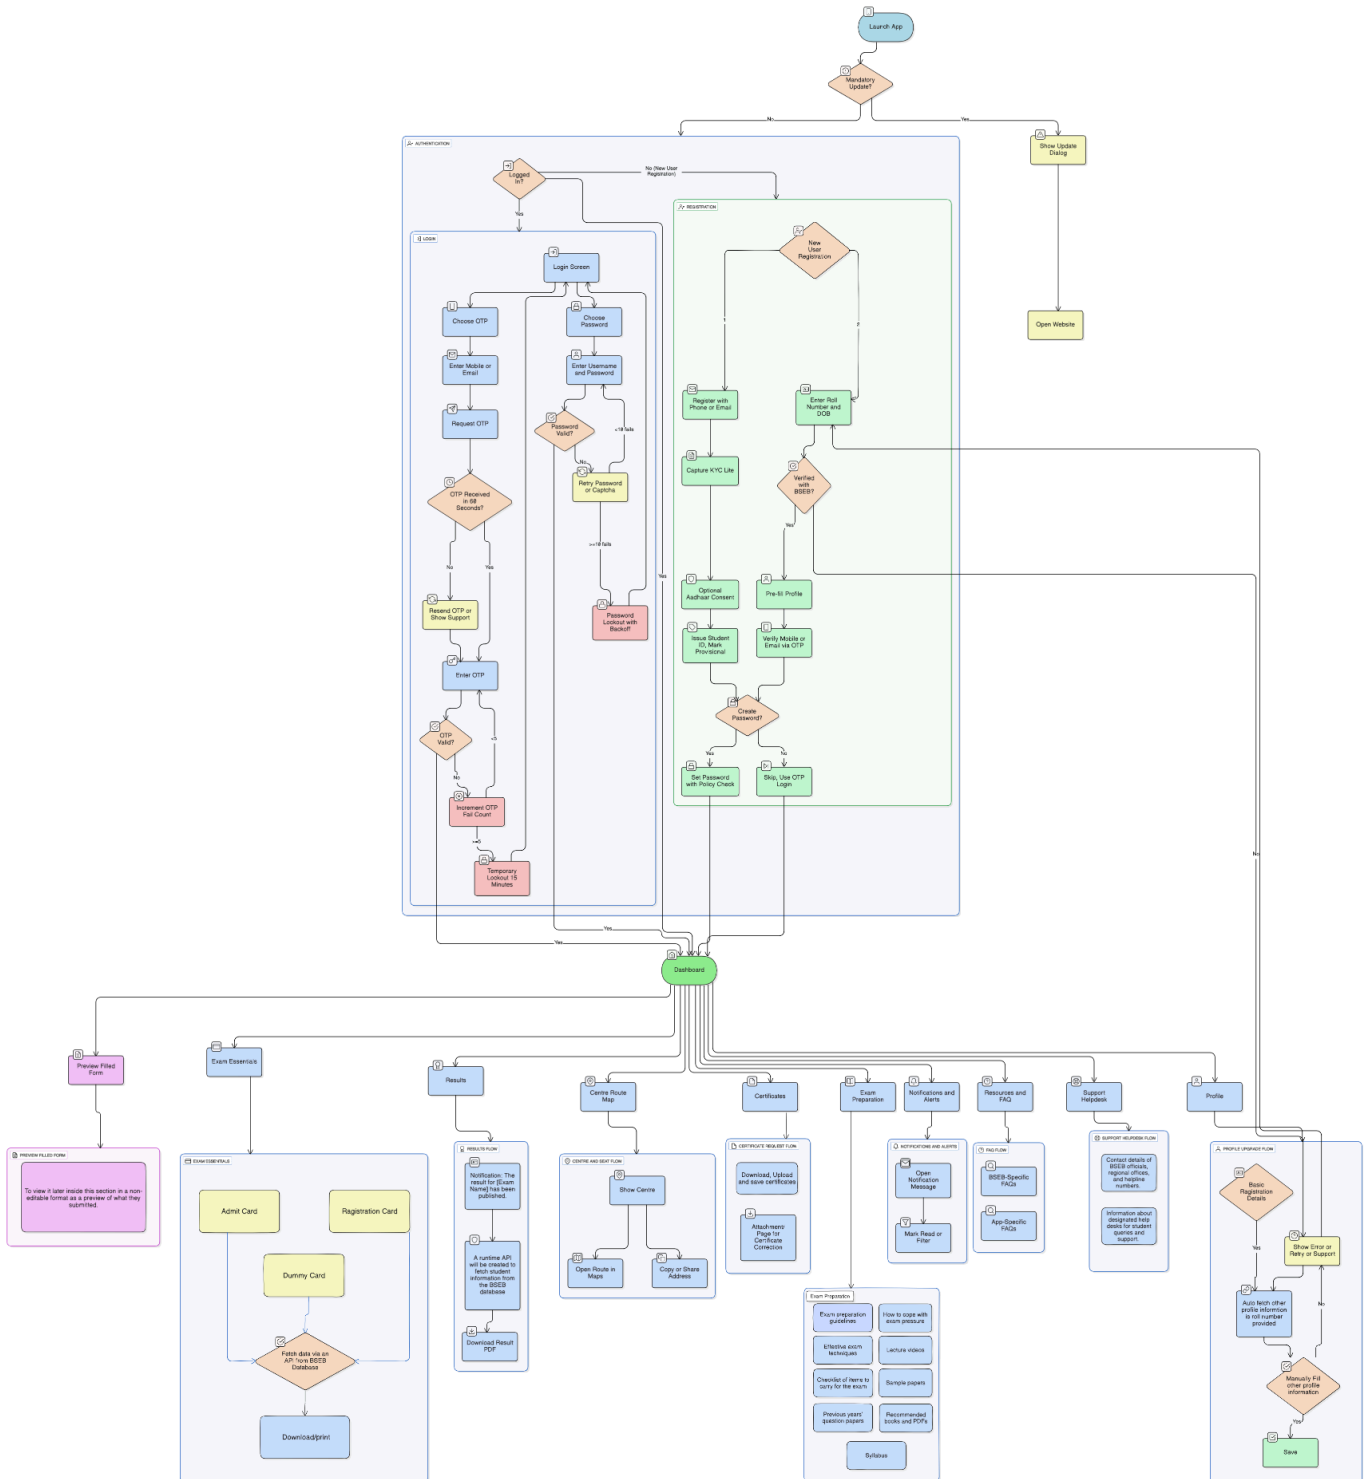 Launch App
Mandatory
Update?
No
Yes
Show Update
Dialog
Open Website
AUTHENTICATION
Logged
In?
No (New User
Registration)
Yes
Yes
LOGIN
Login Screen
Choose OTP
Choose
Password
Enter Mobile or
Email
Enter Username
and Password
Request OTP
Password
Valid?
<10 fails
No
Retry Password
or Captcha
OTP Received
in 60
Seconds?
>=10 fails
No
Yes
Resend OTP or
Show Support
Password
Lockout with
Backoff
Enter OTP
OTP
Valid?
<5
No
Increment OTP
Fail Count
>=5
Temporary
Lockout 15
Minutes
REGISTRATION
New
User
Registration
1
2
Register with
Phone or Email
Enter Roll
Number and
DOB
Capture KYC Lite
Verified
with
BSEB?
Yes
No
Optional
Aadhaar Consent
Pre-fill Profile
Issue Student
ID, Mark
Provisional
Verify Mobile or
Email via OTP
Create
Password?
Yes
No
Set Password
with Policy Check
Skip, Use OTP
Login
Yes
Yes
Dashboard
Preview Filled
Form
Exam Essentials
Results
Centre Route
Map
Certificates
Exam
Preparation
Notifications and
Alerts
Resources and
FAQ
Support
Helpdesk
Profile
PREVIEW FILLED FORM
To view it later inside this section in a non-
editable format as a preview of what they
submitted.
EXAM ESSENTIALS
Admit Card
Registration Card
Dummy Card
Fetch data via an
API from BSEB
Database
Download/print
RESULTS FLOW
Notification: The
result for [Exam
Name] has been
published.
A runtime API
will be created to
fetch student
information from
the BSEB
database
Download Result
PDF
CENTRE AND SEAT FLOW
Show Centre
Open Route in
Maps
Copy or Share
Address
CERTIFICATE REQUEST FLOW
Download, Upload
and save certificates
Attachment
Page for
Certificate
Correction
Exam Preparation
Exam preparation
guidelines
How to cope with
exam pressure
Effective exam
techniques
Lecture videos
Checklist of items to
carry for the exam
Sample papers
Previous years'
question papers
Recommended
books and PDFs
Syllabus
NOTIFICATIONS AND ALERTS
Open
Notification
Message
Mark Read or
Filter
FAQ FLOW
BSEB-Specific
FAQs
App-Specific
FAQs
SUPPORT HELPDESK FLOW
Contact details of
BSEB officials,
regional offices,
and helpline
numbers.
Information about
designated help
desks for student
queries and
support.
PROFILE UPGRADE FLOW
Basic
Registration
Details
Yes
Show Error or
Retry or Support
Auto fetch other
profile informtion
is roll number
provided
No
Manually Fill
other profile
information
Yes
Save